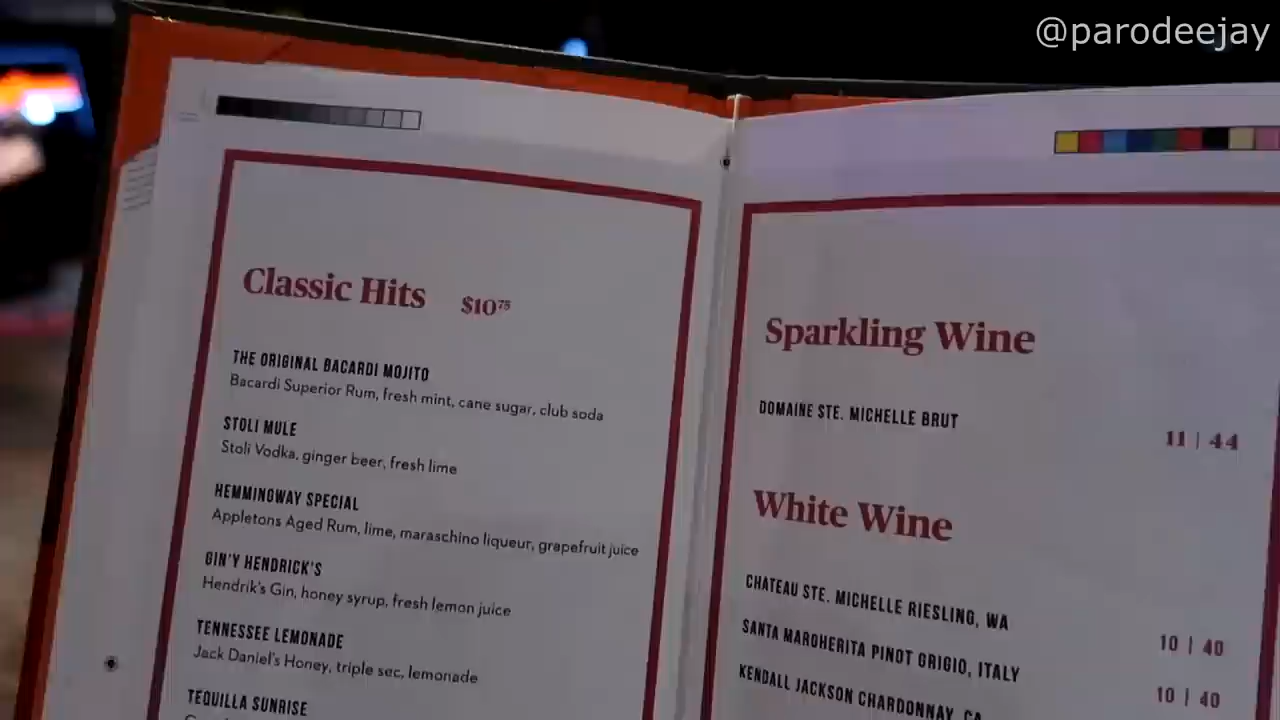 @parodeejay
Classic Hits $10⁷⁵
THE ORIGINAL BACARDI MOJITO
Bacardi Superior Rum, fresh mint, cane sugar, club soda
STOLI MULE
Stoli Vodka, ginger beer, fresh lime
HEMMINGWAY SPECIAL
Appletons Aged Rum, lime, maraschino liqueur, grapefruit juice
GIN'Y HENDRICK'S
Hendrik's Gin, honey syrup, fresh lemon juice
TENNESSEE LEMONADE
Jack Daniel's Honey, triple sec, lemonade
TEQUILLA SUNRISE
Sparkling Wine
DOMAINE STE. MICHELLE BRUT
11 | 44
White Wine
CHATEAU STE. MICHELLE RIESLING, WA
10 | 40
SANTA MARGHERITA PINOT GRIGIO, ITALY
10 | 40
KENDALL JACKSON CHARDONNAY, CA